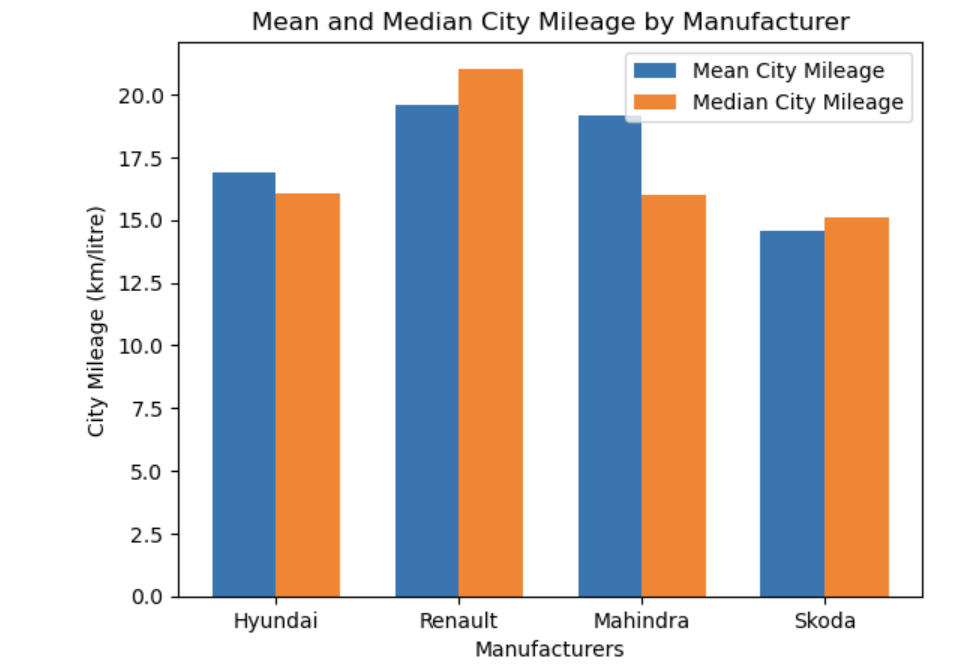 Mean and Median City Mileage by Manufacturer
Mean City Mileage
Median City Mileage
City Mileage (km/litre)
20.0
17.5
15.0
12.5
10.0
7.5
5.0
2.5
0.0
Hyundai Renault Mahindra Skoda
Manufacturers